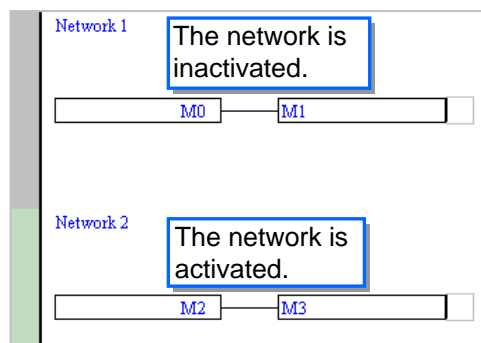 Network 1
The network is
inactivated.
M0 M1
Network 2
The network is
activated.
M2 M3